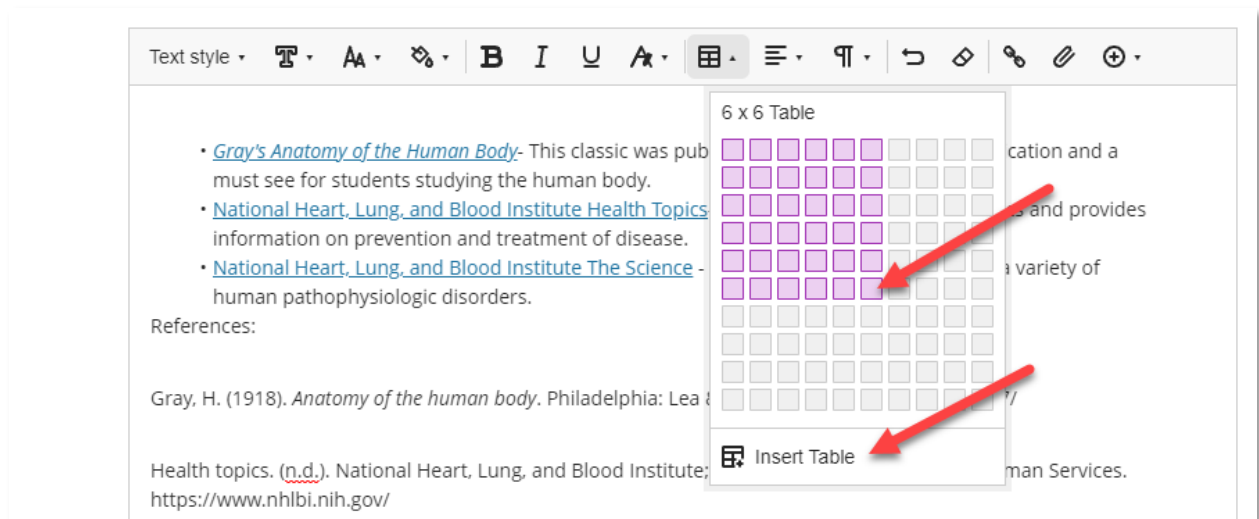 Text style
6 x 6 Table
• Gray's Anatomy of the Human Body- This classic was pub cation and a
must see for students studying the human body.
• National Heart, Lung, and Blood Institute Health Topics and provides
information on prevention and treatment of disease.
• National Heart, Lung, and Blood Institute The Science - a variety of
human pathophysiologic disorders.
References:
Gray, H. (1918). Anatomy of the human body. Philadelphia: Lea
Insert Table
Health topics. (n.d.). National Heart, Lung, and Blood Institute; man Services.
https://www.nhlbi.nih.gov/